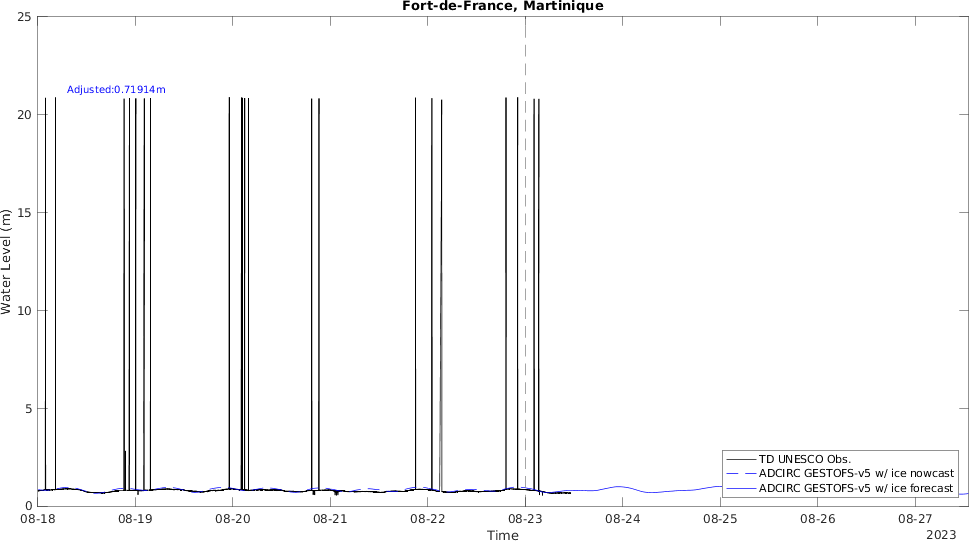 Fort-de-France, Martinique
25
Adjusted:0.71914m
20
15
10
5
0
Water Level (m)
TD UNESCO Obs.
ADCIRC GESTOFS-v5 w/ ice nowcast
ADCIRC GESTOFS-v5 w/ ice forecast
08-18 08-19 08-20 08-21 08-22 08-23 08-24 08-25 08-26 08-27
Time
2023